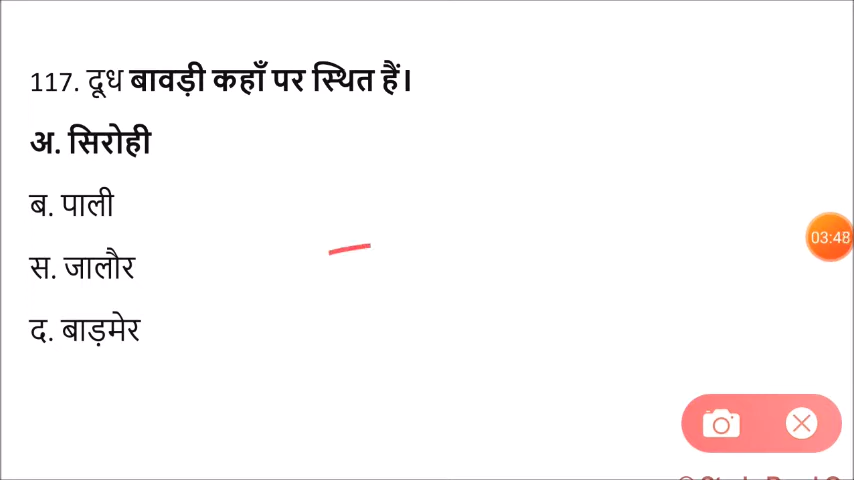 117. दूध बावड़ी कहाँ पर स्थित हैं।
अ. सिरोही
ब. पाली
03:48
स. जालौर
द. बाड़मेर